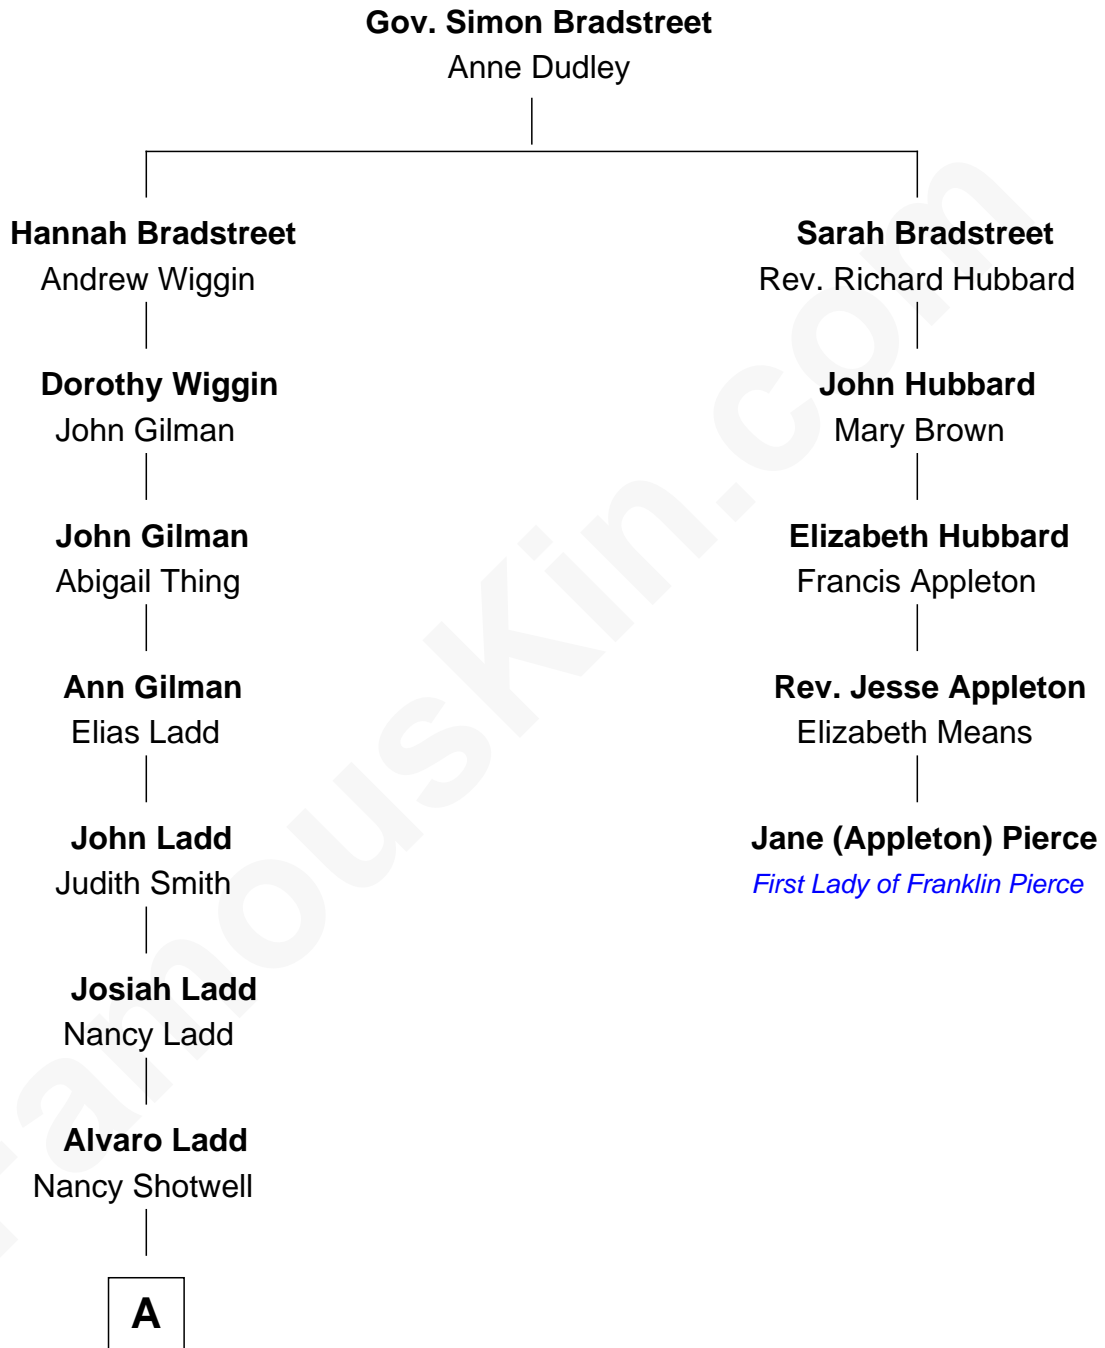 Gov. Simon Bradstreet
Anne Dudley
Hannah Bradstreet
Andrew Wiggin
Sarah Bradstreet
Rev. Richard Hubbard
Dorothy Wiggin
John Gilman
John Hubbard
Mary Brown
John Gilman
Abigail Thing
Elizabeth Hubbard
Francis Appleton
Ann Gilman
Elias Ladd
Rev. Jesse Appleton
Elizabeth Means
John Ladd
Judith Smith
Jane (Appleton) Pierce
First Lady of Franklin Pierce
Josiah Ladd
Nancy Ladd
Alvaro Ladd
Nancy Shotwell
A
FamousKin.com